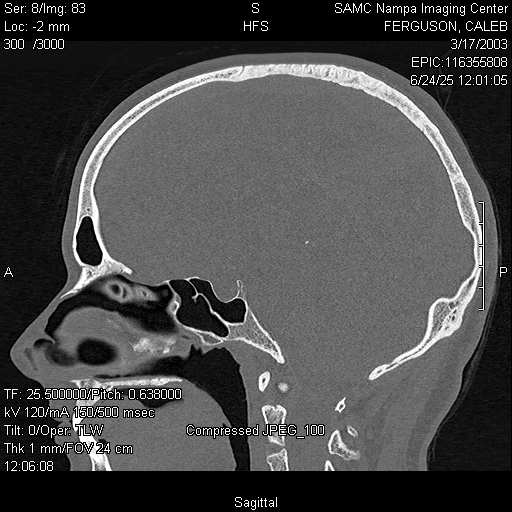 Ser: 8/Img: 83
Loc: -2 mm
300 /3000
S
HFS
SAMC Nampa Imaging Center
FERGUSON, CALEB
3/17/2003
EPIC:116355808
6/24/25 12:01:05
A
P
TF: 25.500000/Pitch: 0.638000
kV 120/mA 150/500 msec
Tilt: 0/Oper: TLW
Compressed JPEG_100
Thk 1 mm/FOV 24 cm
12:06:08
Sagittal